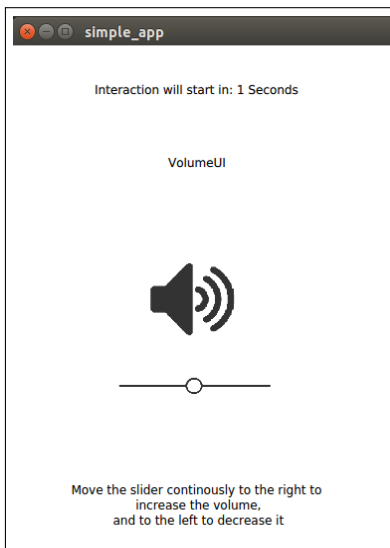 simple_app
Interaction will start in: 1 Seconds
VolumeUI
Move the slider continously to the right to
increase the volume,
and to the left to decrease it